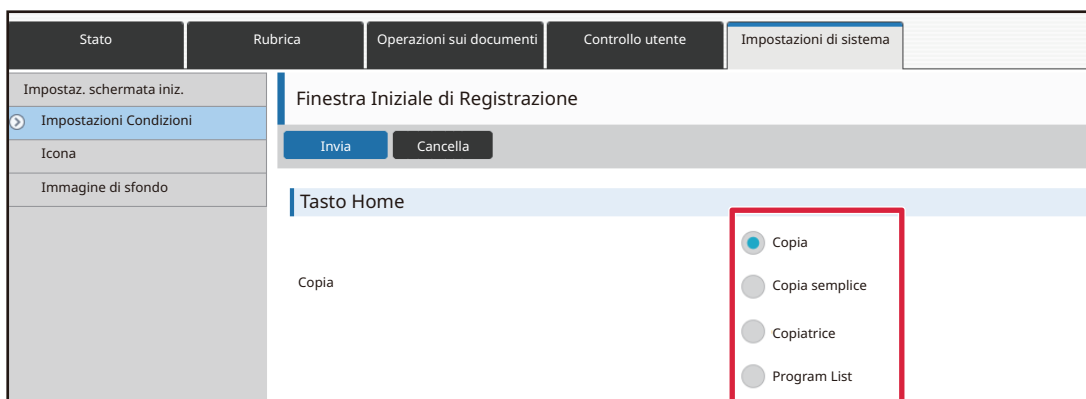 Stato Rubrica Operazioni sui documenti Controllo utente Impostazioni di sistema
Impostaz. schermata iniz.
Impostazioni Condizioni
Icona
Immagine di sfondo
Finestra Iniziale di Registrazione
Invia Cancella
Tasto Home
Copia
Copia
Copia semplice
Copiatrice
Program List